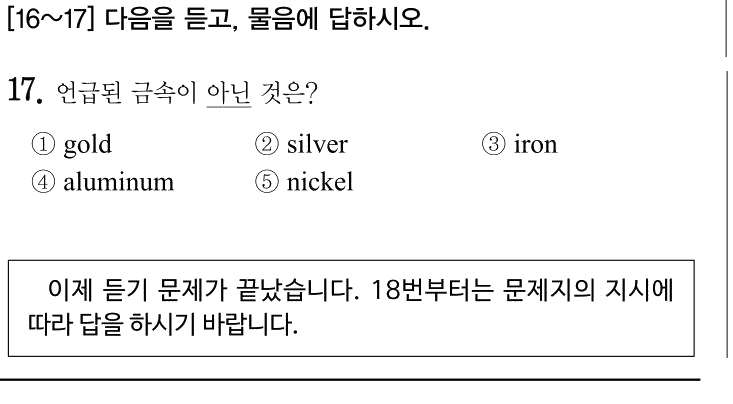 [16～17] 다음을 듣고, 물음에 답하시오.
17. 언급된 금속이 아닌 것은?
① gold ② silver ③ iron
④ aluminum ⑤ nickel
이제 듣기 문제가 끝났습니다. 18번부터는 문제지의 지시에
따라 답을 하시기 바랍니다.